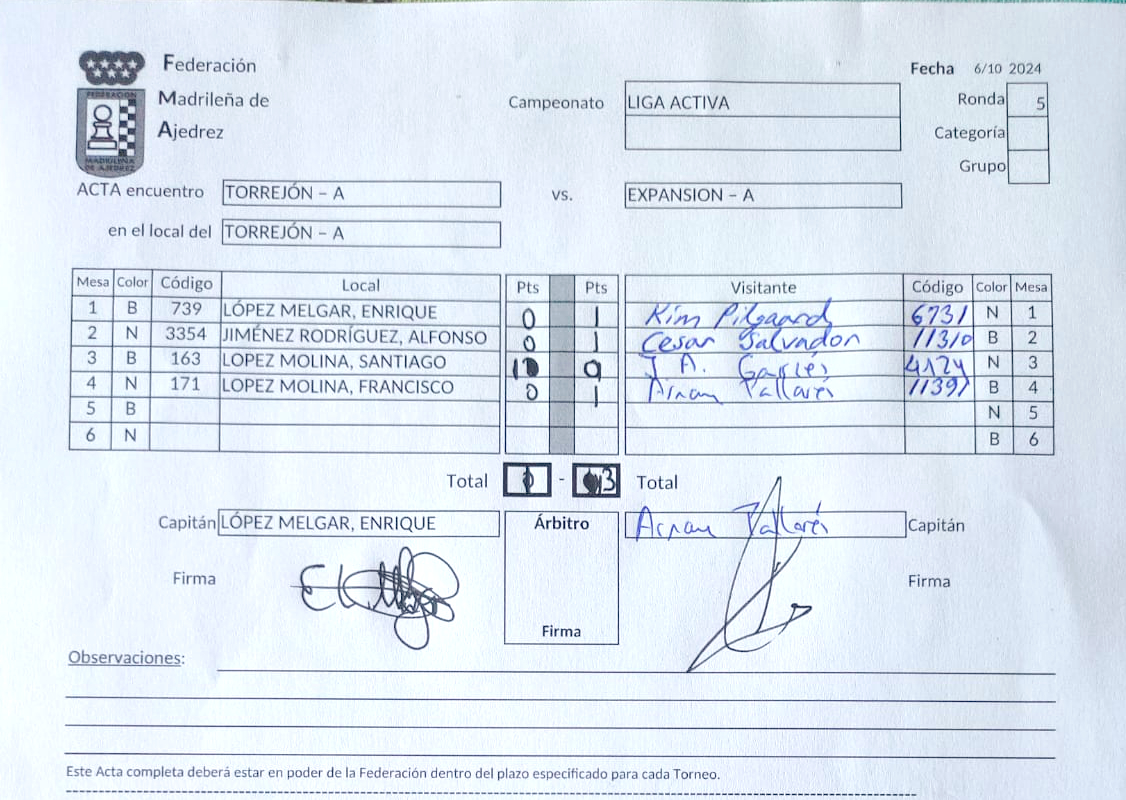 Federación
Madrileña de
Ajedrez
FEDERACION
MADRILEÑA
DE AJEDREZ
Campeonato LIGA ACTIVA
Fecha 6/10 2024
Ronda 5
Categoría
Grupo
ACTA encuentro TORREJÓN – A vs. EXPANSION – A
en el local del TORREJÓN – A
Mesa Color Código Local Pts Pts Visitante Código Color Mesa
1 B 739 LÓPEZ MELGAR, ENRIQUE 0 1 Kim Pilgaard 6731 N 1
2 N 3354 JIMÉNEZ RODRÍGUEZ, ALFONSO 0 1 Cesar Salvador 11310 B 2
3 B 163 LOPEZ MOLINA, SANTIAGO 1 0 J. A. Garcés 4124 N 3
4 N 171 LOPEZ MOLINA, FRANCISCO 0 1 Arnau Pallarés 11391 B 4
5 B N 5
6 N B 6
Total 1 - 3 Total
Capitán LÓPEZ MELGAR, ENRIQUE Árbitro Arnau Pallarés Capitán
Firma Firma
Firma
Observaciones:
Este Acta completa deberá estar en poder de la Federación dentro del plazo especificado para cada Torneo.